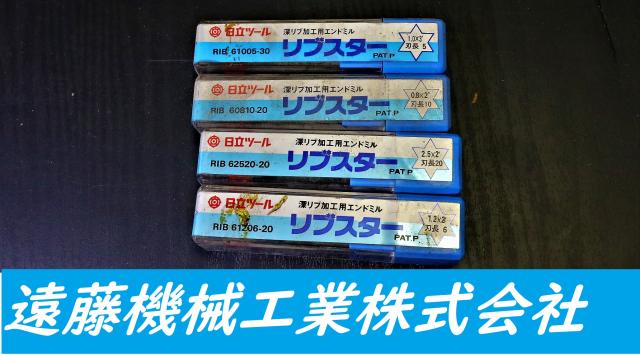 日立ツール
深リブ加工用エンドミル
RIB 61005-30
リブスター
PAT.P
1.0×3°
刃長 5
日立ツール
深リブ加工用エンドミル
RIB 60810-20
リブスター
PAT.P
0.8×2°
刃長10
日立ツール
深リブ加工用エンドミル
RIB 62520-20
リブスター
PAT.P
2.5×2°
刃長20
日立ツール
深リブ加工用エンドミル
RIB 61206-20
リブスター
PAT.P
1.2×2°
刃長 6
遠藤機械工業株式会社